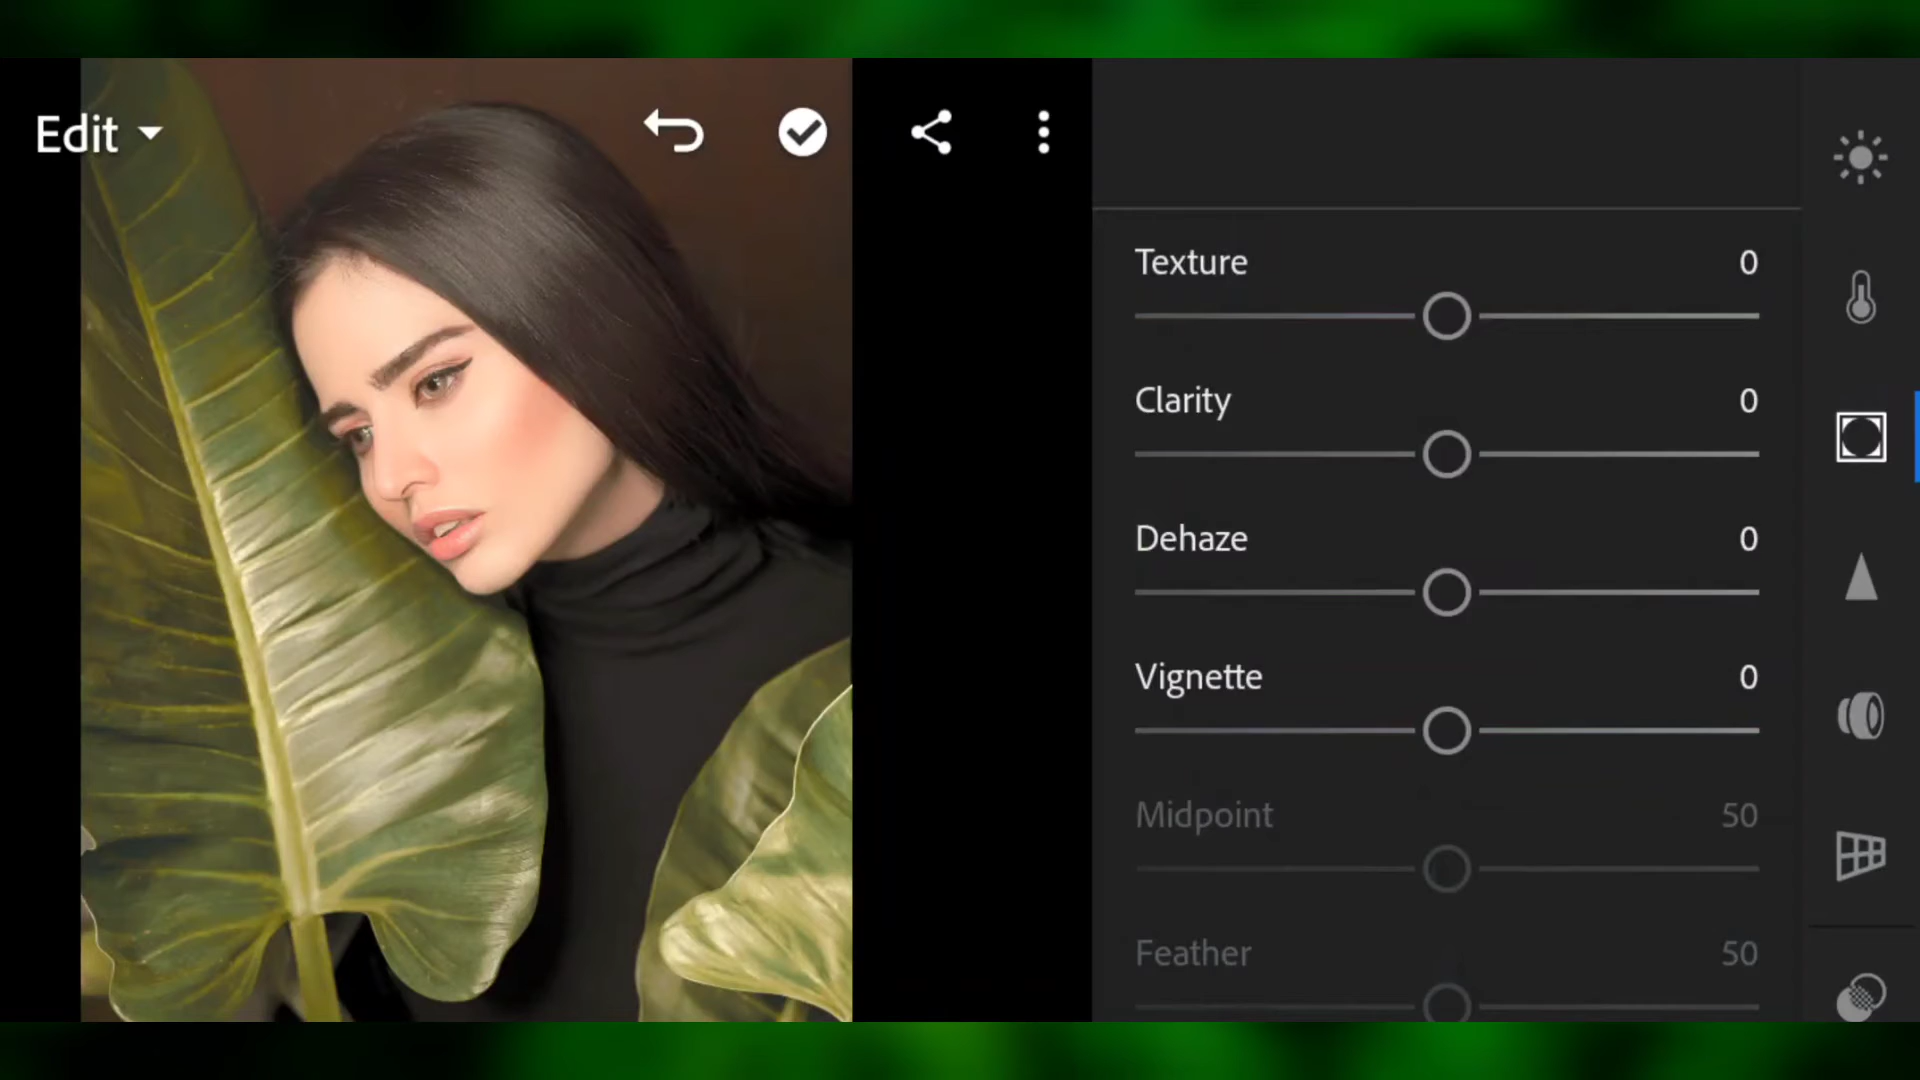 Edit
Texture 0
Clarity 0
Dehaze 0
Vignette 0
Midpoint 50
Feather 50